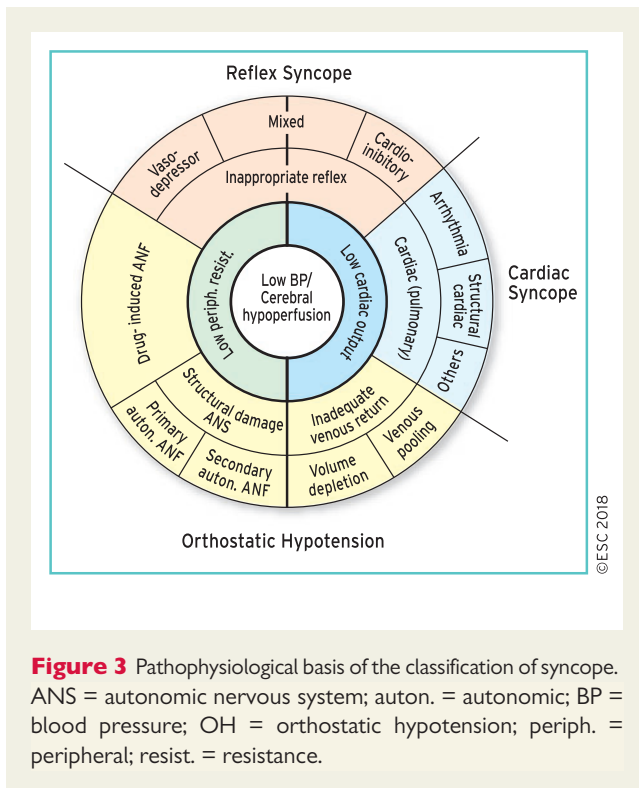 Reflex Syncope
Mixed
Vaso-
depressor
Cardio-
inibitory
Inappropriate reflex
Arrhythmia
Structural
cardiac
Others
Cardiac (pulmonary)
Cardiac
Syncope
Drug- induced ANF
Low periph. resist.
Low BP/
Cerebral
hypoperfusion
Low cardiac output
Structural damage
ANS
Inadequate
venous return
Primary
auton. ANF
Secondary
auton. ANF
Volume
depletion
Venous
pooling
Orthostatic Hypotension
©ESC 2018
Figure 3 Pathophysiological basis of the classification of syncope.
ANS = autonomic nervous system; auton. = autonomic; BP =
blood pressure; OH = orthostatic hypotension; periph. =
peripheral; resist. = resistance.